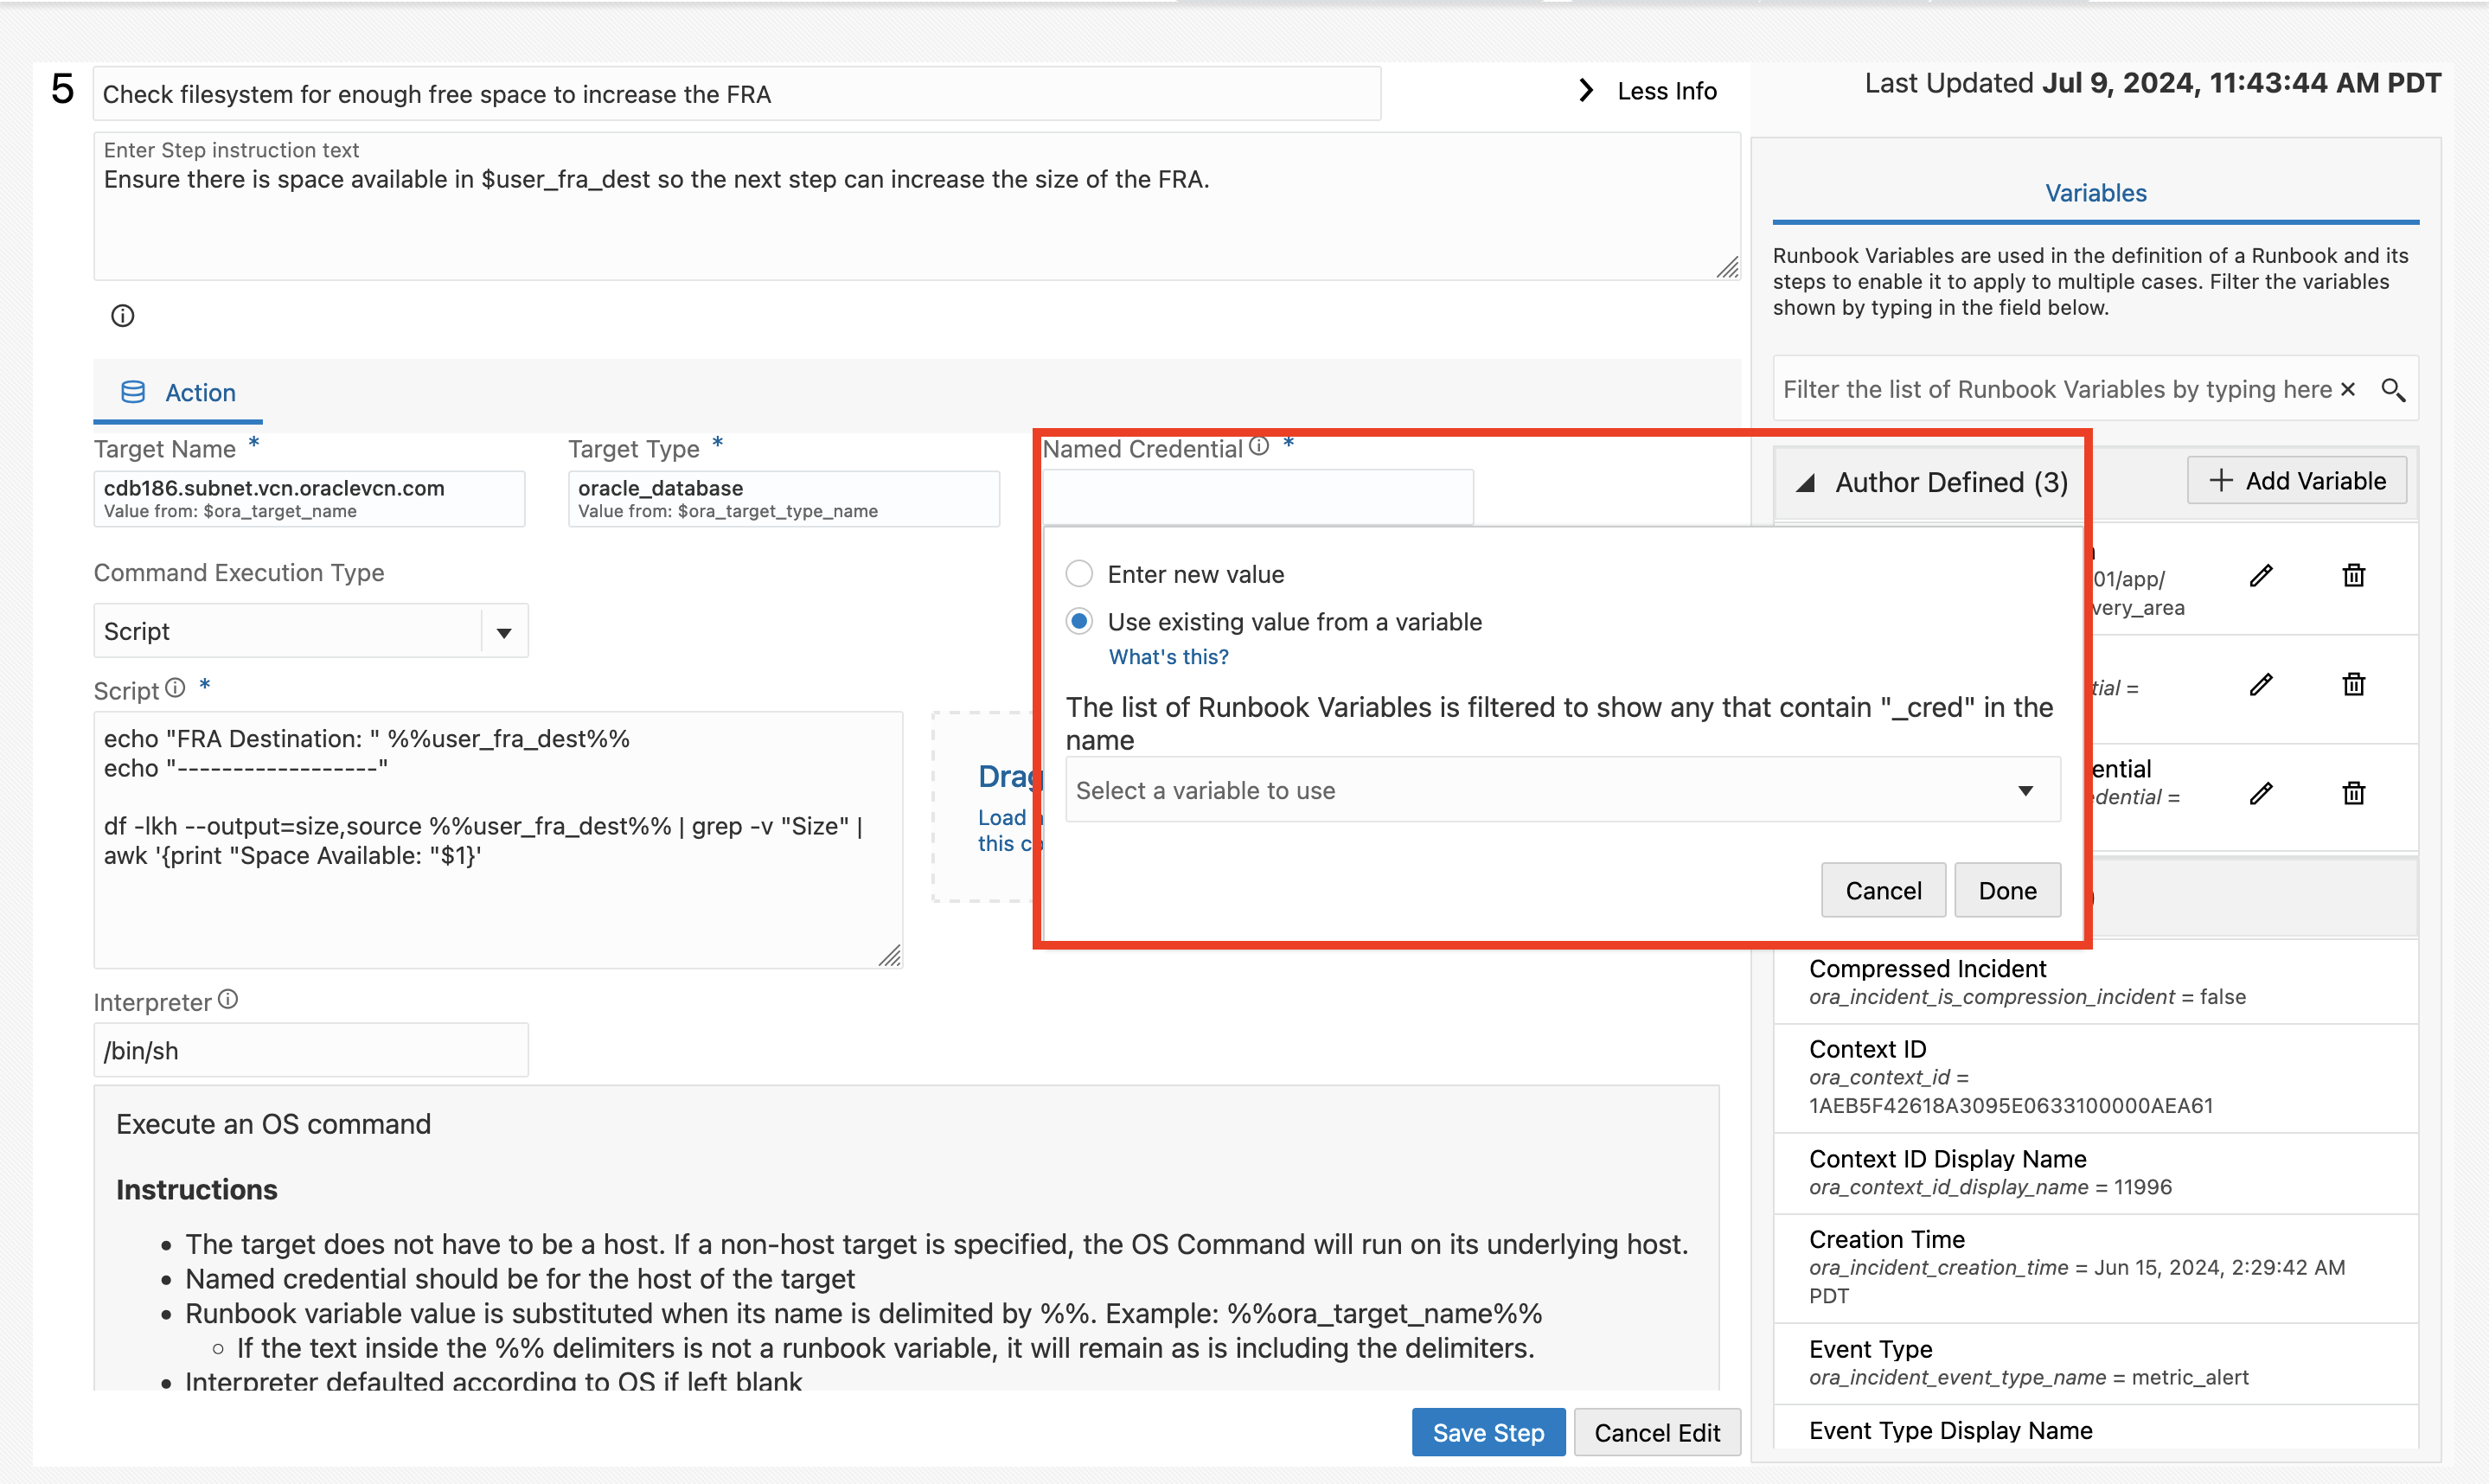 5
Check filesystem for enough free space to increase the FRA
Less Info
Enter Step instruction text
Ensure there is space available in $user_fra_dest so the next step can increase the size of the FRA.
Action
Target Name *
cdb186.subnet.vcn.oraclevcn.com
Value from: $ora_target_name
Target Type *
oracle_database
Value from: $ora_target_type_name
Named Credential *
Enter new value
Use existing value from a variable
What's this?
The list of Runbook Variables is filtered to show any that contain "_cred" in the
name
Select a variable to use
Cancel
Done
Command Execution Type
Script
Script *
echo "FRA Destination: " %%user_fra_dest%%
echo "------------------"
df -lkh --output=size,source %%user_fra_dest%% | grep -v "Size" |
awk '{print "Space Available: "$1}'
Drag
Load
this c
Interpreter
/bin/sh
Execute an OS command
Instructions
• The target does not have to be a host. If a non-host target is specified, the OS Command will run on its underlying host.
• Named credential should be for the host of the target
• Runbook variable value is substituted when its name is delimited by %%. Example: %%ora_target_name%%
◦ If the text inside the %% delimiters is not a runbook variable, it will remain as is including the delimiters.
• Interpreter defaulted according to OS if left blank
Save Step
Cancel Edit
Last Updated Jul 9, 2024, 11:43:44 AM PDT
Variables
Runbook Variables are used in the definition of a Runbook and its
steps to enable it to apply to multiple cases. Filter the variables
shown by typing in the field below.
Filter the list of Runbook Variables by typing here
Author Defined (3)
Add Variable
01/app/
very_area
tial =
ential
edential =
Compressed Incident
ora_incident_is_compression_incident = false
Context ID
ora_context_id =
1AEB5F42618A3095E0633100000AEA61
Context ID Display Name
ora_context_id_display_name = 11996
Creation Time
ora_incident_creation_time = Jun 15, 2024, 2:29:42 AM
PDT
Event Type
ora_incident_event_type_name = metric_alert
Event Type Display Name